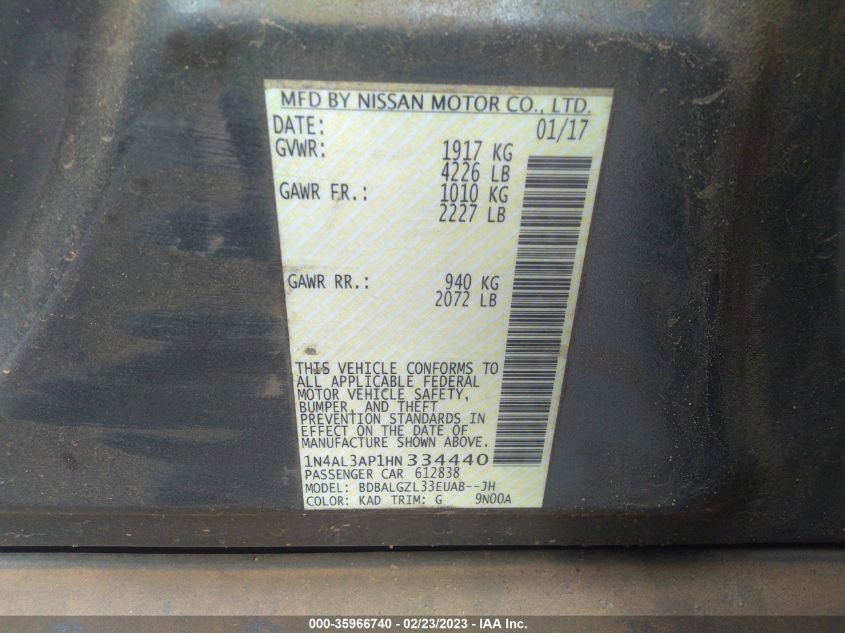 MFD BY NISSAN MOTOR CO., LTD.
DATE: 01/17
GVWR: 1917 KG
4226 LB
GAWR FR.: 1010 KG
2227 LB
GAWR RR.: 940 KG
2072 LB
THIS VEHICLE CONFORMS TO
ALL APPLICABLE FEDERAL
MOTOR VEHICLE SAFETY,
BUMPER, AND THEFT
PREVENTION STANDARDS IN
EFFECT ON THE DATE OF
MANUFACTURE SHOWN ABOVE.
1N4AL3AP1HN 334440
PASSENGER CAR 612838
MODEL: BDBALGZL33EUAB--JH
COLOR: KAD TRIM: G 9N00A
000-35966740 - 02/23/2023 - IAA Inc.